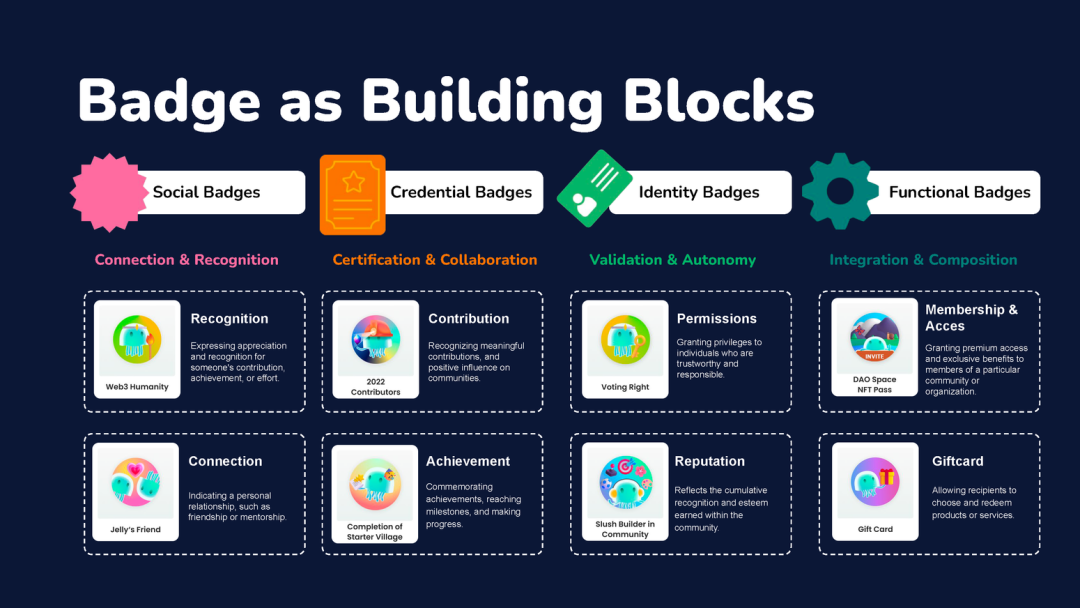 Badge as Building Blocks
Social Badges
Credential Badges
Identity Badges
Functional Badges
Connection & Recognition
Certification & Collaboration
Validation & Autonomy
Integration & Composition
Web3 Humanity
Recognition
Expressing appreciation
and recognition for
someone's contribution,
achievement, or effort.
2022
Contributors
Contribution
Recognizing meaningful
contributions, and
positive influence on
communities.
Voting Right
Permissions
Granting privileges to
individuals who are
trustworthy and
responsible.
INVITE
DAO Space
NFT Pass
Membership &
Acces
Granting premium access
and exclusive benefits to
members of a particular
community or
organization.
Jelly's Friend
Connection
Indicating a personal
relationship, such as
friendship or mentorship.
Completion of
Starter Village
Achievement
Commemorating
achievements, reaching
milestones, and making
progress.
Slush Builder in
Community
Reputation
Reflects the cumulative
recognition and esteem
earned within the
community.
Gift Card
Giftcard
Allowing recipients to
choose and redeem
products or services.